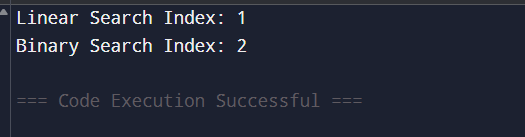 Linear Search Index: 1
Binary Search Index: 2
=== Code Execution Successful ===